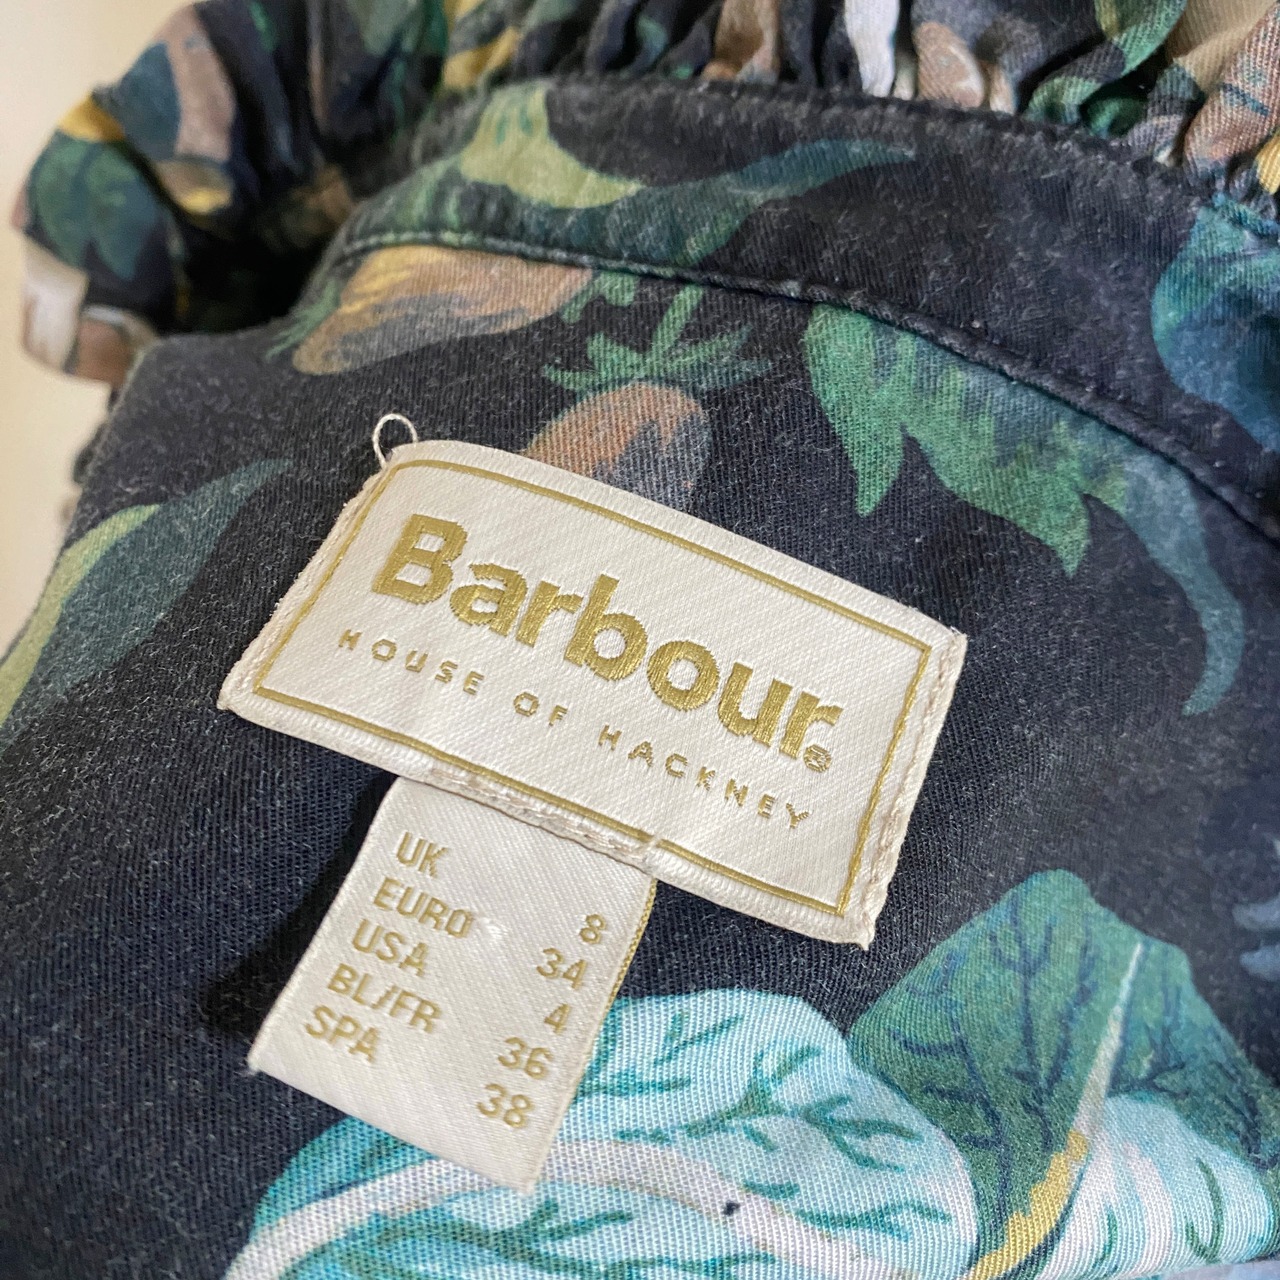 Barbour®
HOUSE OF HACKNEY
UK 8
EURO 34
USA 4
BL/FR 36
SPA 38